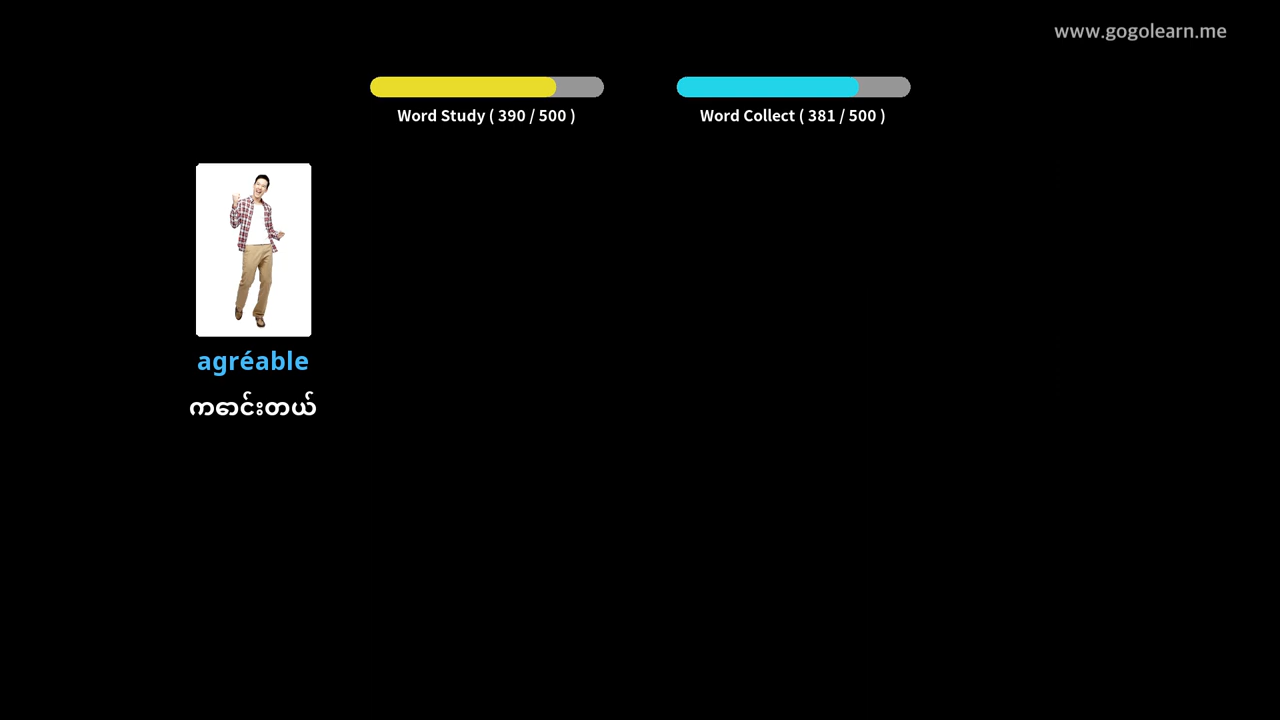 www.gogolearn.me
Word Study ( 390 / 500 )
Word Collect ( 381 / 500 )
agréable
ကောင်းတယ်